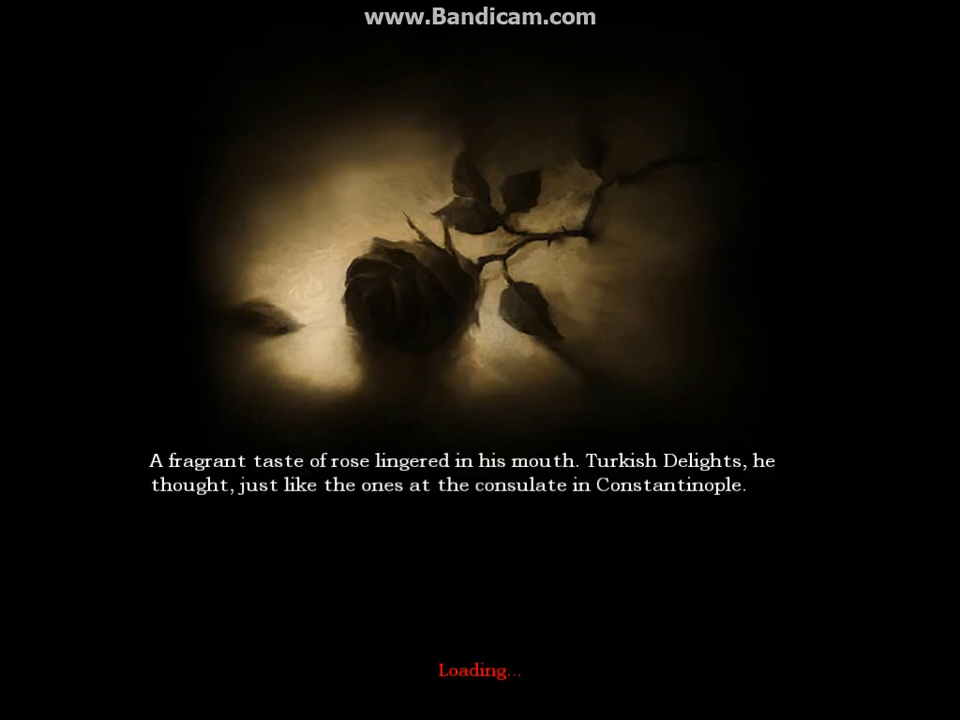 www.Bandicam.com
A fragrant taste of rose lingered in his mouth. Turkish Delights, he
thought, just like the ones at the consulate in Constantinople.
Loading...